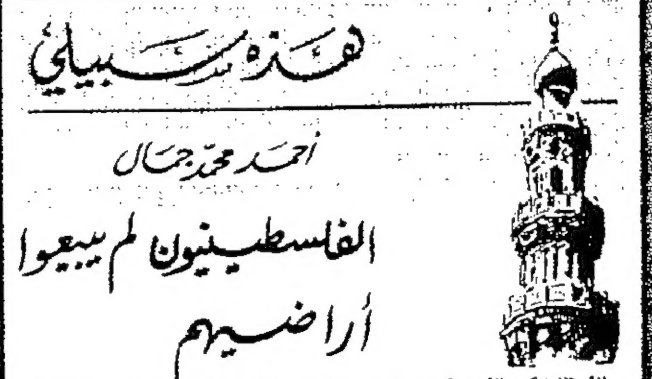 هذه سبيلي
أحمد محمد جمال
الفلسطينيون لم يبيعوا
أراضيهم